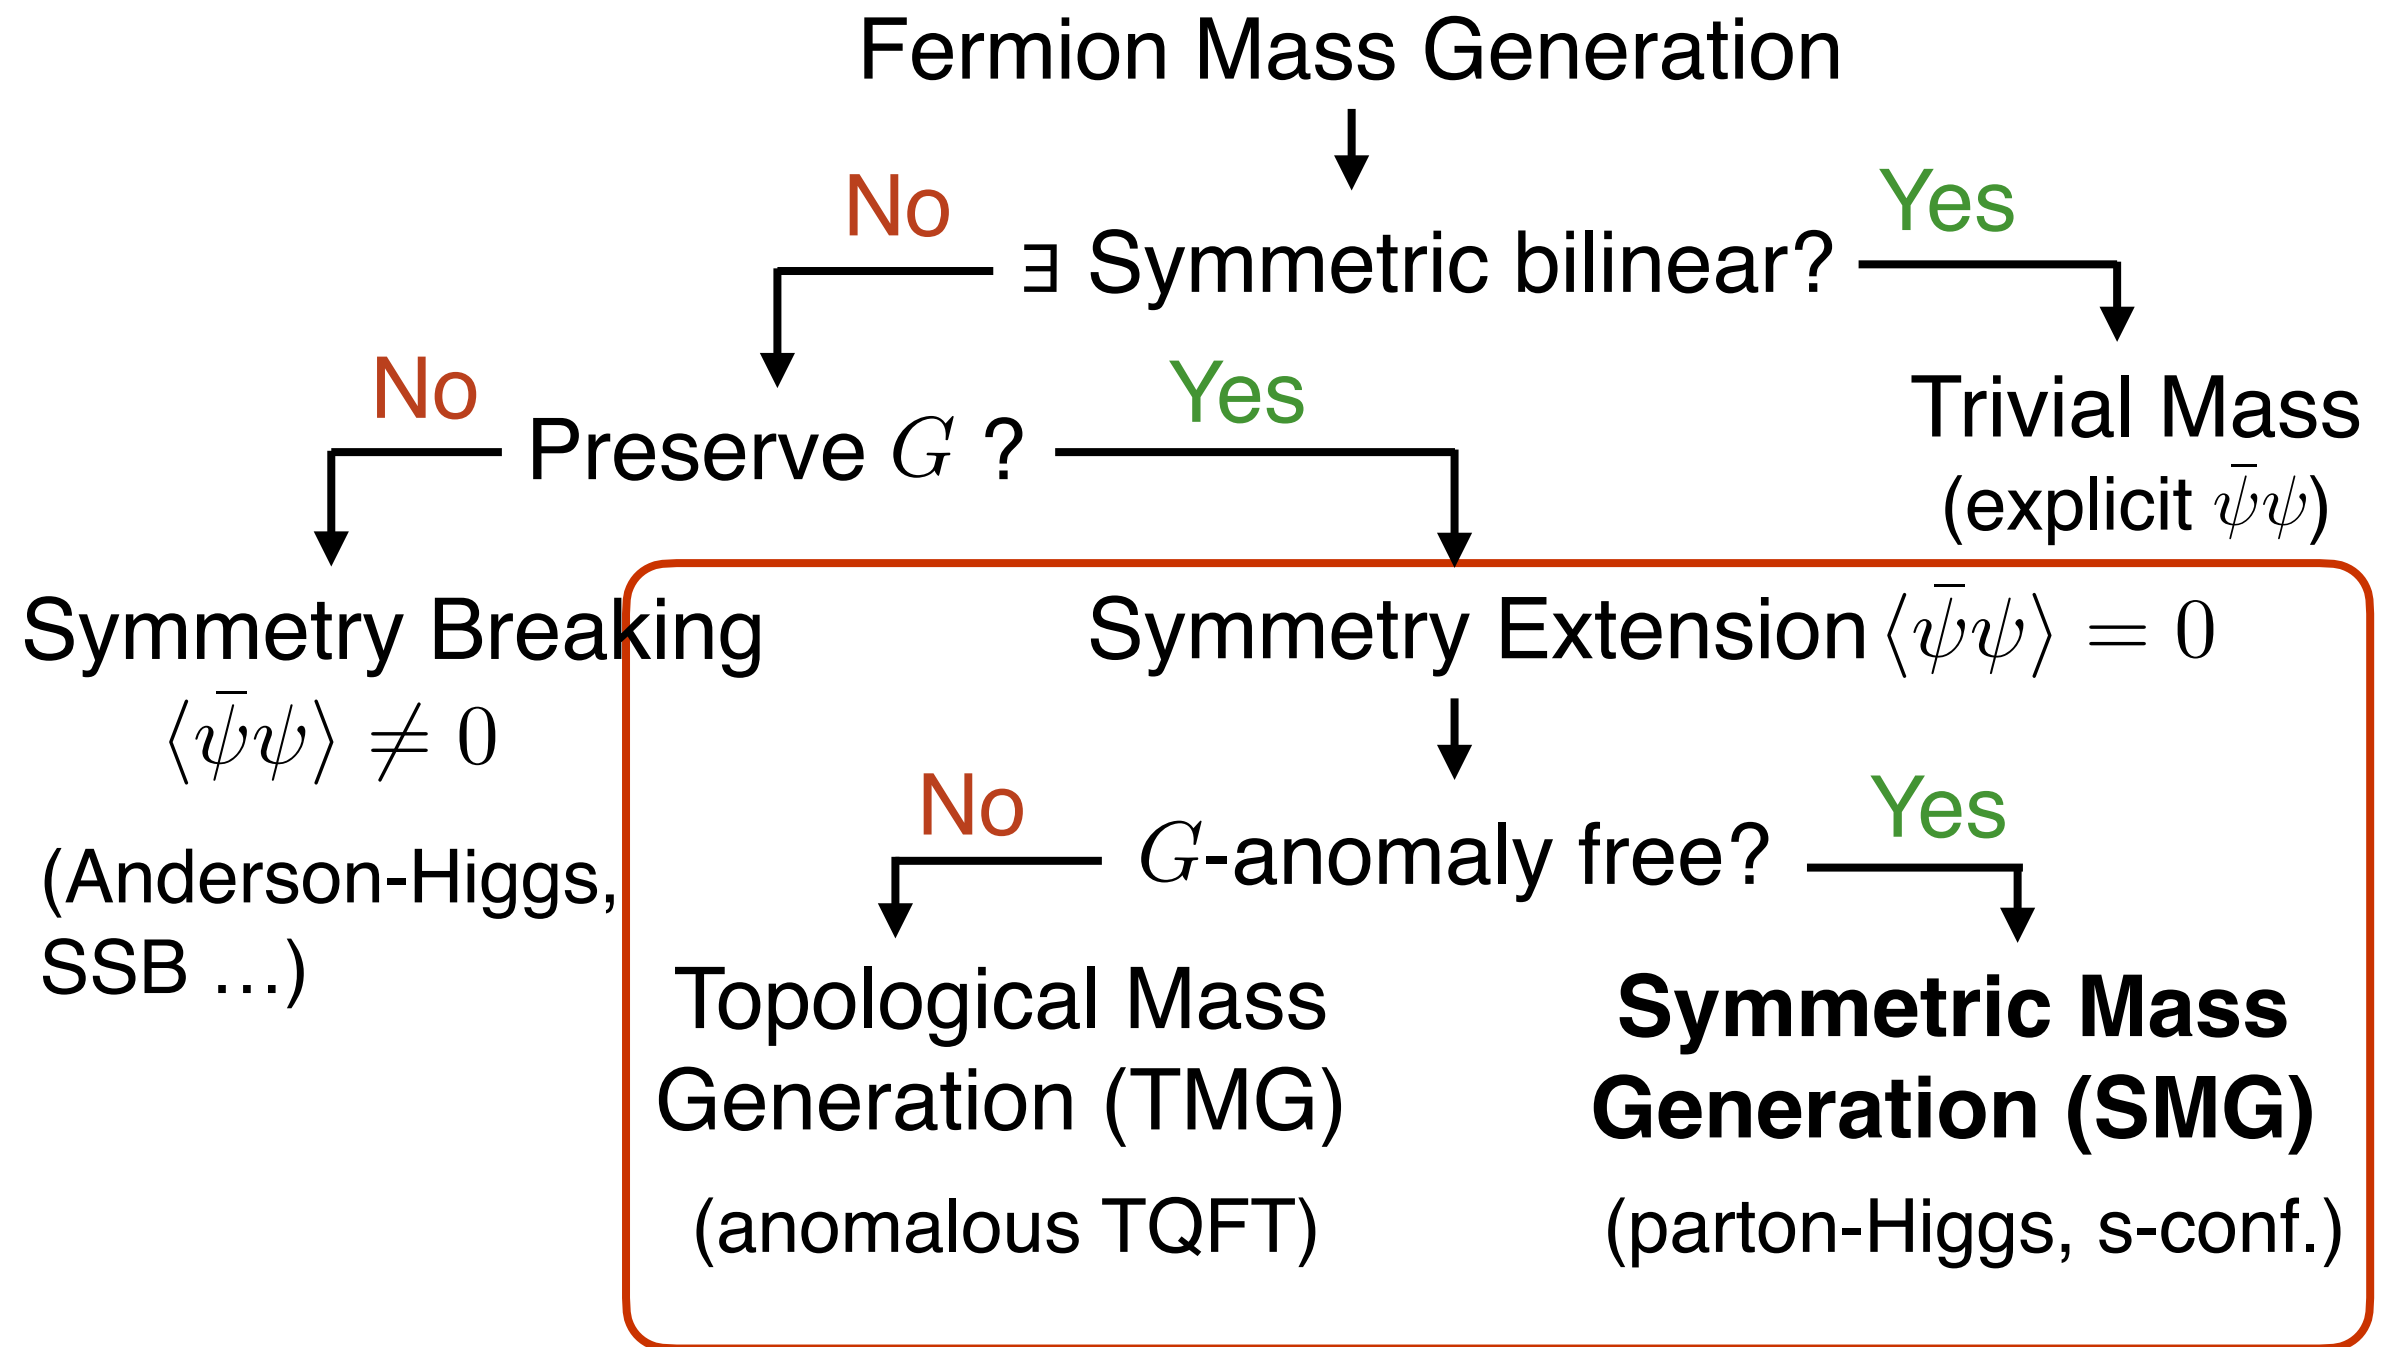 Fermion Mass Generation
No
Yes
∃ Symmetric bilinear?
No
Yes
Preserve G ?
Trivial Mass
(explicit ψ̄ψ)
Symmetry Breaking
⟨ψ̄ψ⟩ ≠ 0
(Anderson-Higgs,
SSB …)
Symmetry Extension ⟨ψ̄ψ⟩ = 0
No
Yes
G-anomaly free?
Topological Mass
Generation (TMG)
(anomalous TQFT)
Symmetric Mass
Generation (SMG)
(parton-Higgs, s-conf.)